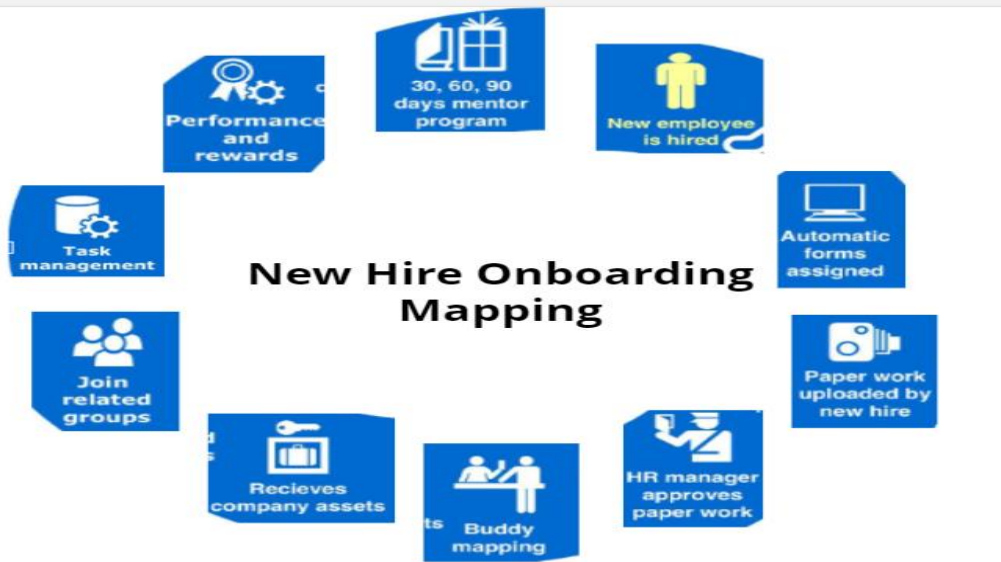 30, 60, 90
days mentor
program
New employee
is hired
Performance
and
rewards
Automatic
forms
assigned
Task
management
New Hire Onboarding
Mapping
Paper work
uploaded by
new hire
Join
related
groups
HR manager
approves
paper work
Recieves
company assets
ts
Buddy
mapping